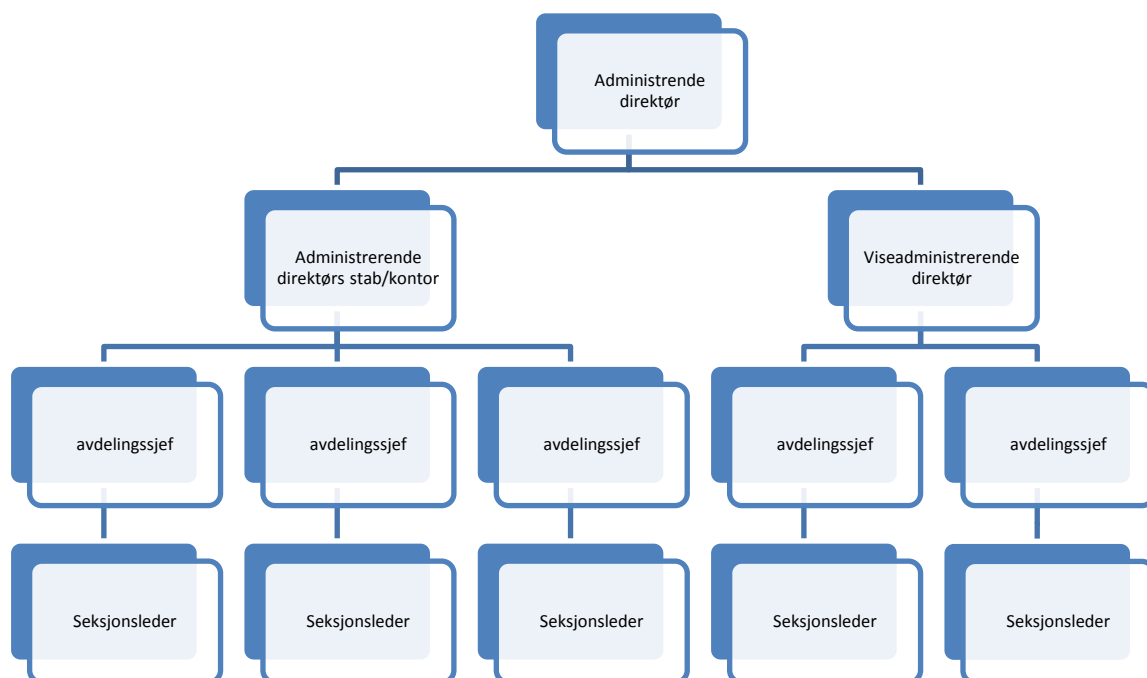 Administrende
direktør
Administrerende
direktørs stab/kontor
Viseadministrerende
direktør
avdelingssjef
avdelingssjef
avdelingssjef
avdelingssjef
avdelingssjef
Seksjonsleder
Seksjonsleder
Seksjonsleder
Seksjonsleder
Seksjonsleder